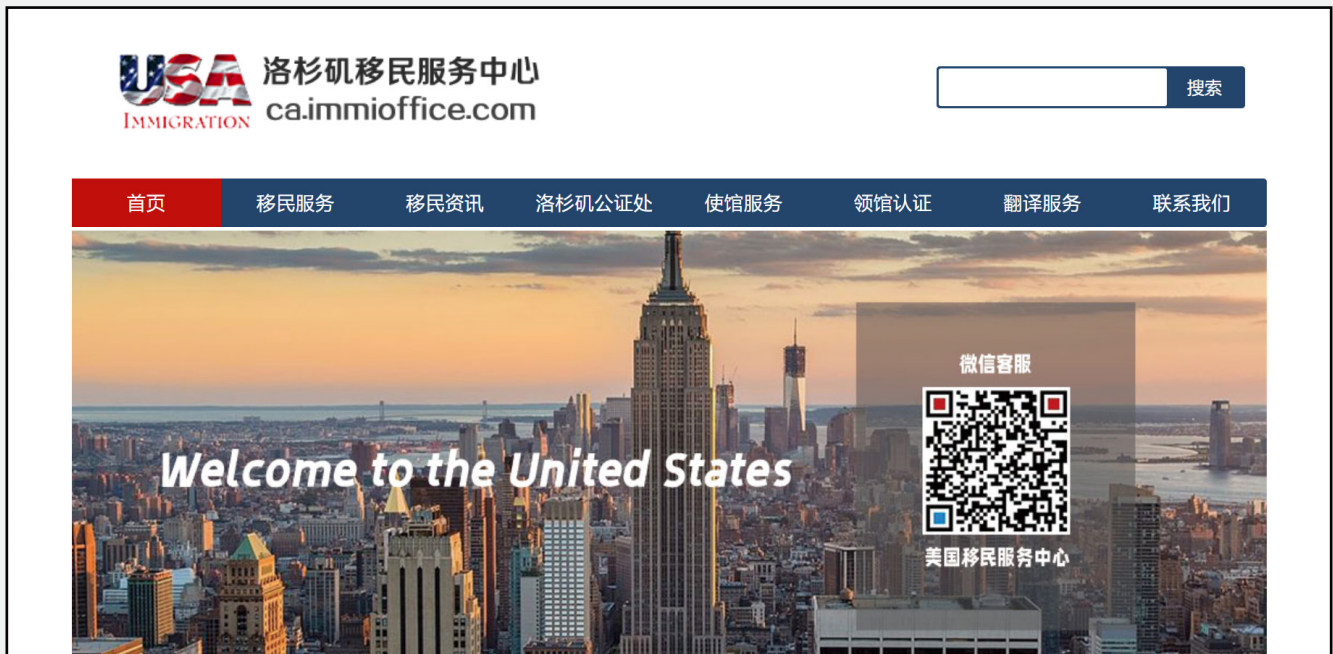 USA
IMMIGRATION
洛杉矶移民服务中心
ca.immioffice.com
搜索
首页
移民服务
移民资讯
洛杉矶公证处
使馆服务
领馆认证
翻译服务
联系我们
微信客服
Welcome to the United States
美国移民服务中心